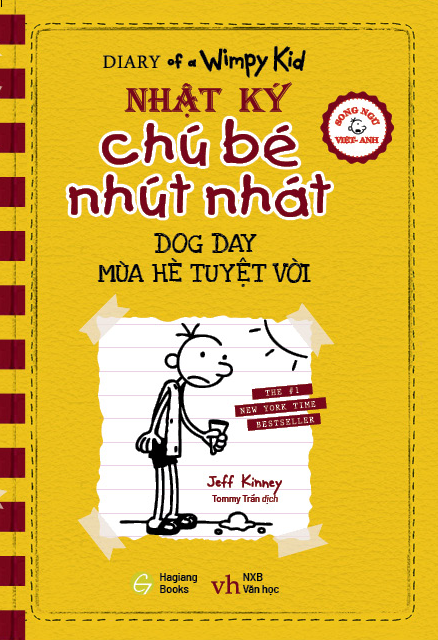 DIARY of a Wimpy Kid
NHẬT KÝ
SONG NGỮ
VIỆT-ANH
chú bé
nhút nhát
DOG DAY
MÙA HÈ TUYỆT VỜI
THE #1
NEW YORK TIME
BESTSELLER
Jeff Kinney
Tommy Trần dịch
Hagiang
Books
vh
NXB
Văn học